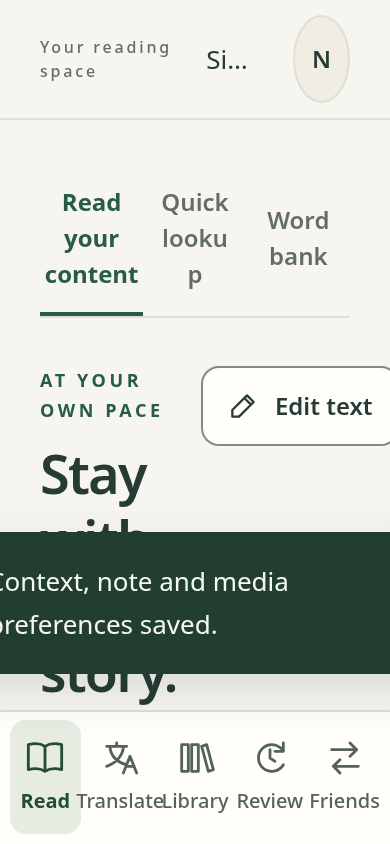 Your reading
space
Si...
N
Read
your
content
Quick
looku
p
Word
bank
AT YOUR
OWN PACE
Edit text
Stay
with
Context, note and media
preferences saved.
story.
Read
Translate
Library
Review
Friends